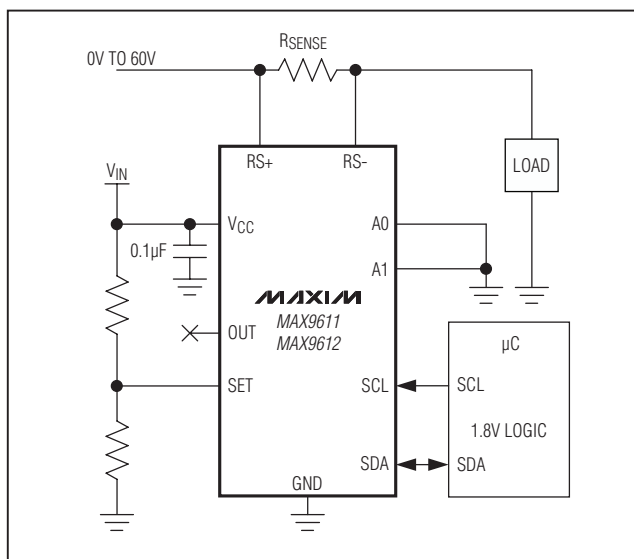 RSENSE
0V TO 60V
RS+
RS-
LOAD
VIN
VCC
A0
0.1µF
A1
MAXIM
MAX9611
MAX9612
OUT
µC
SET
SCL
SCL
1.8V LOGIC
SDA
SDA
GND